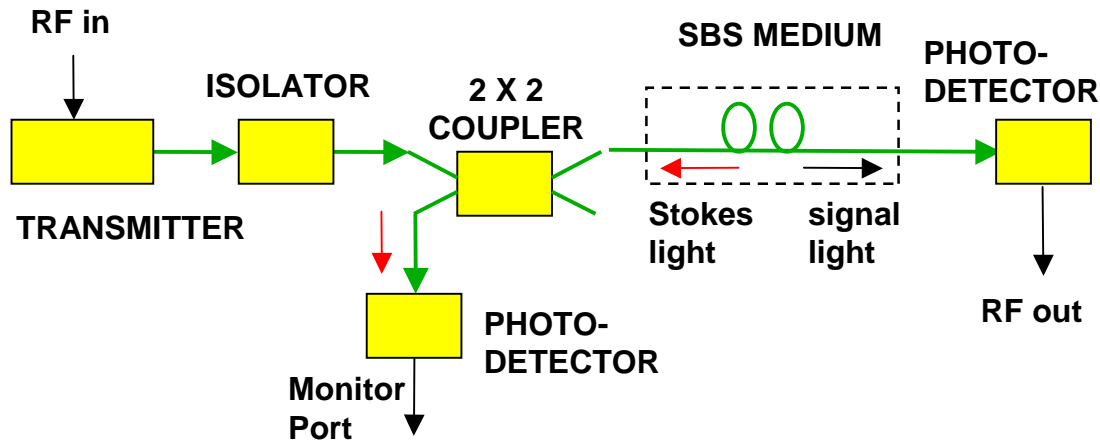 RF in
ISOLATOR
2 X 2
COUPLER
SBS MEDIUM
PHOTO-
DETECTOR
TRANSMITTER
Stokes
light
signal
light
RF out
PHOTO-
DETECTOR
Monitor
Port